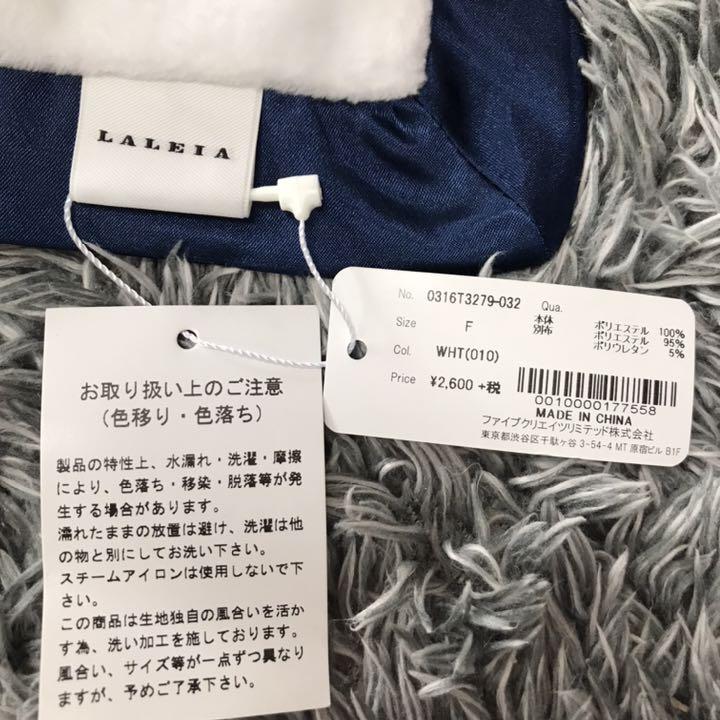 LALEIA
No. 0316T3279-032 Qua.
本体 ポリエステル 100%
別布 ポリエステル 95%
ポリウレタン 5%
Size F
Col. WHT(010)
Price ¥2,600 +税
0010000177558
MADE IN CHINA
ファイブクリエイツリミテッド株式会社
東京都渋谷区千駄ヶ谷 3-54-4 MT 原宿ビル B1F
お取り扱い上のご注意
(色移り・色落ち)
製品の特性上、水濡れ・洗濯・摩擦
により、色落ち・移染・脱落等が発
生する場合があります。
濡れたままの放置は避け、洗濯は他
の物と別にしてお洗い下さい。
スチームアイロンは使用しないで下
さい。
この商品は生地独自の風合いを活か
す為、洗い加工を施しております。
風合い、サイズ等が一点ずつ異なり
ますが、予めご了承下さい。